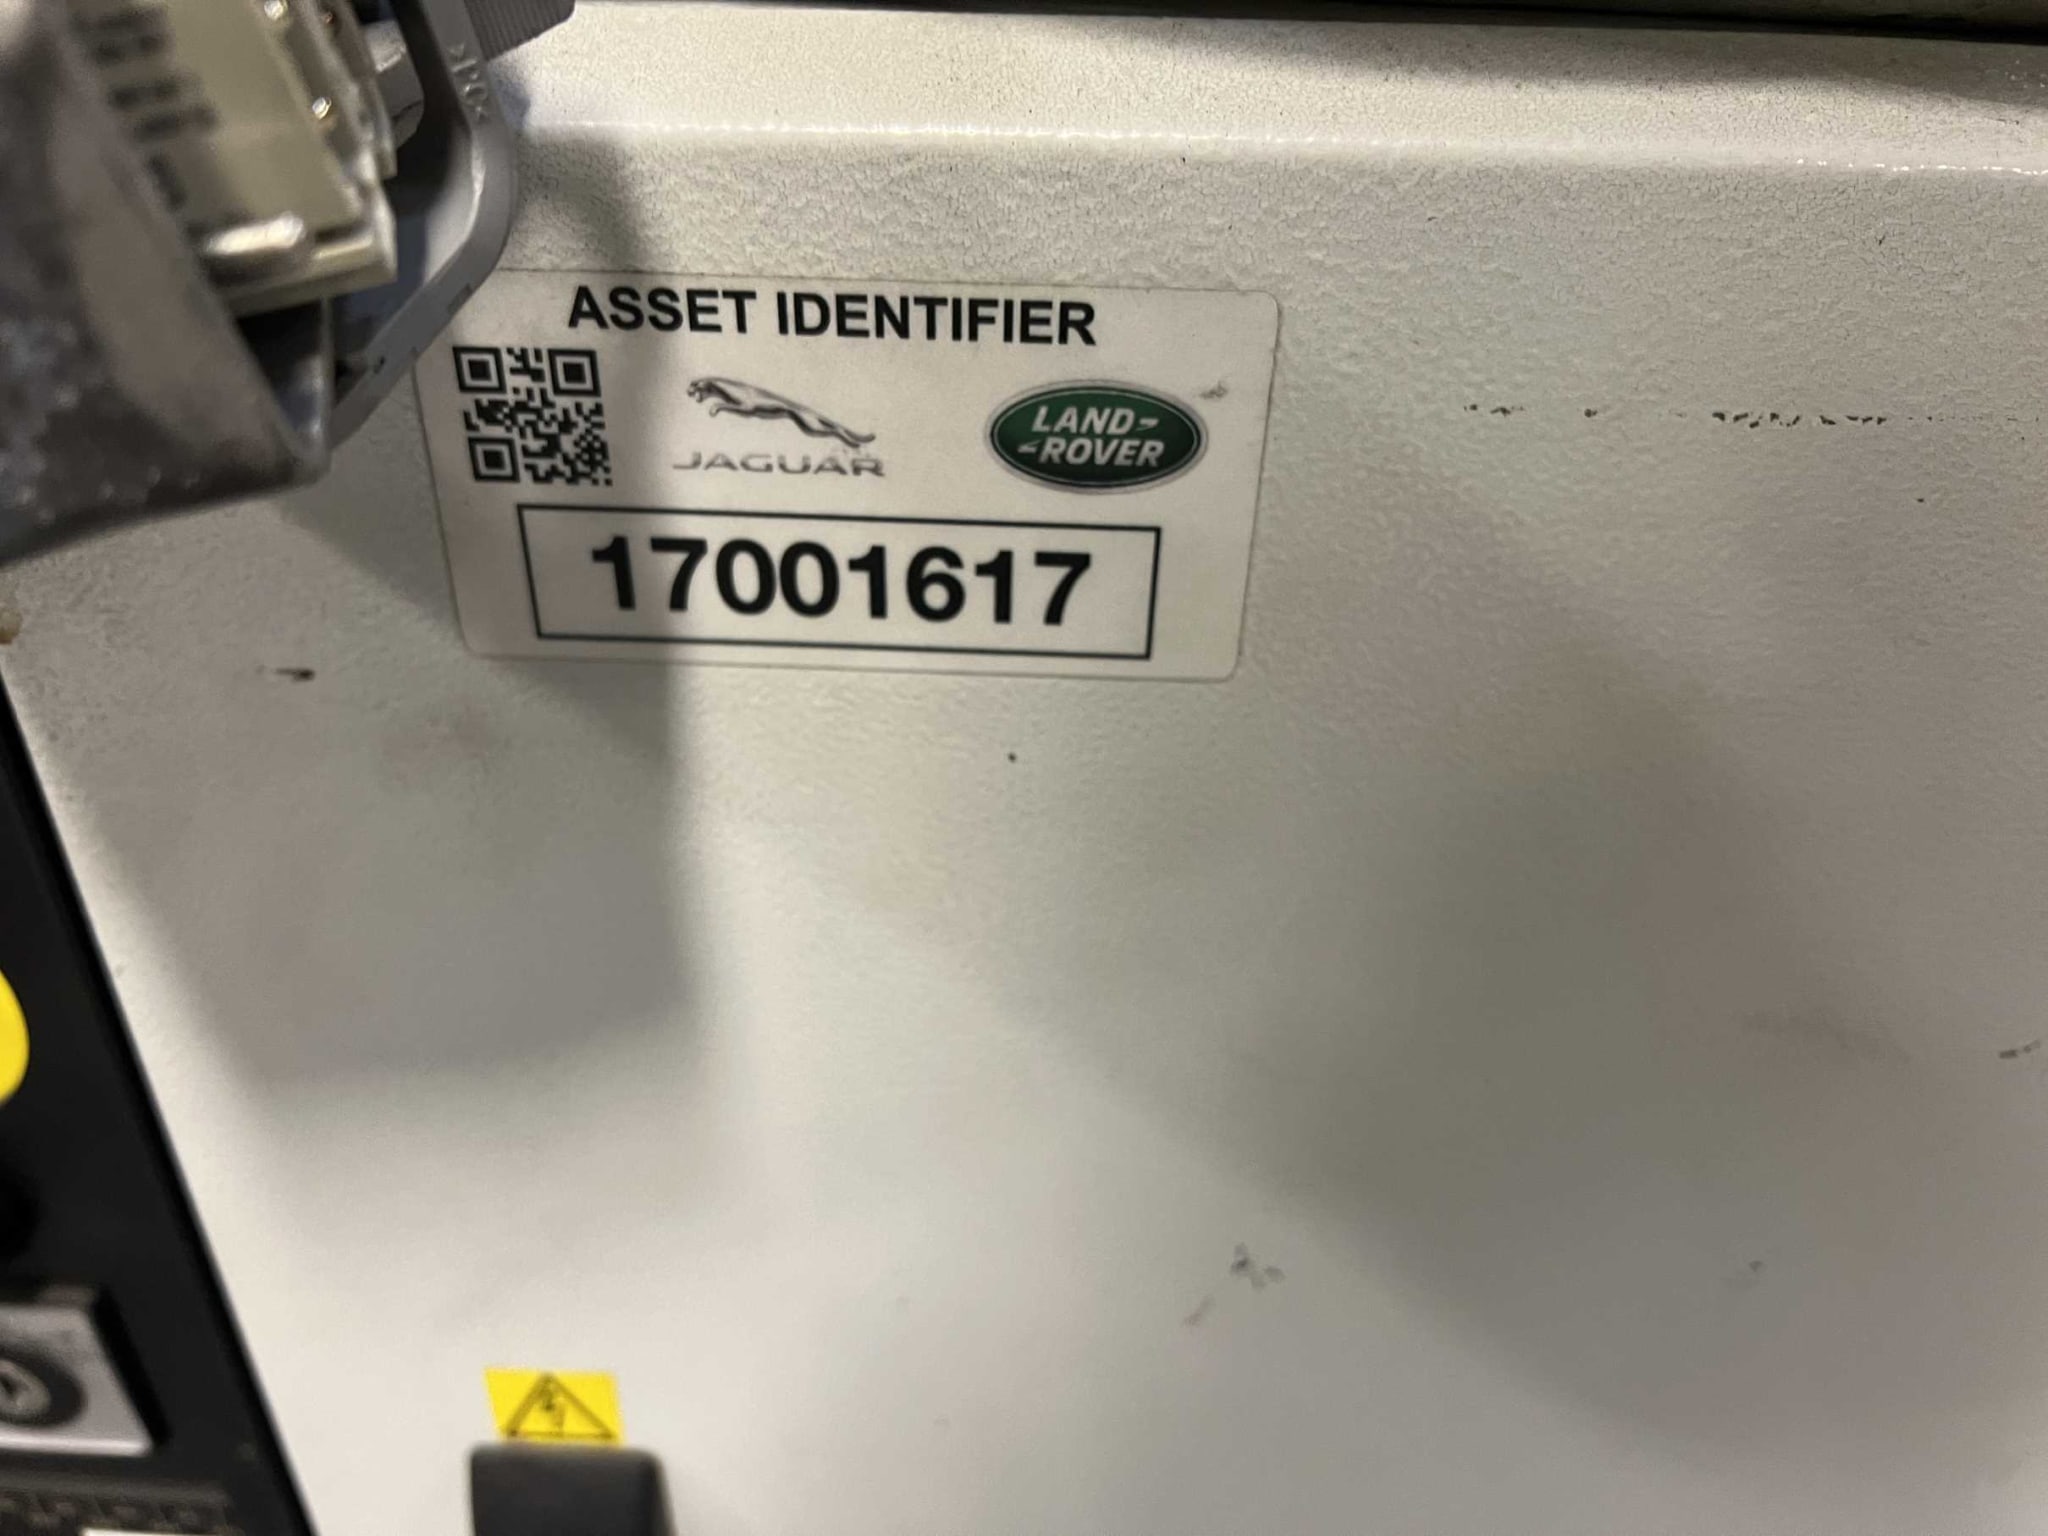 ASSET IDENTIFIER
JAGUAR
LAND-
-ROVER
17001617